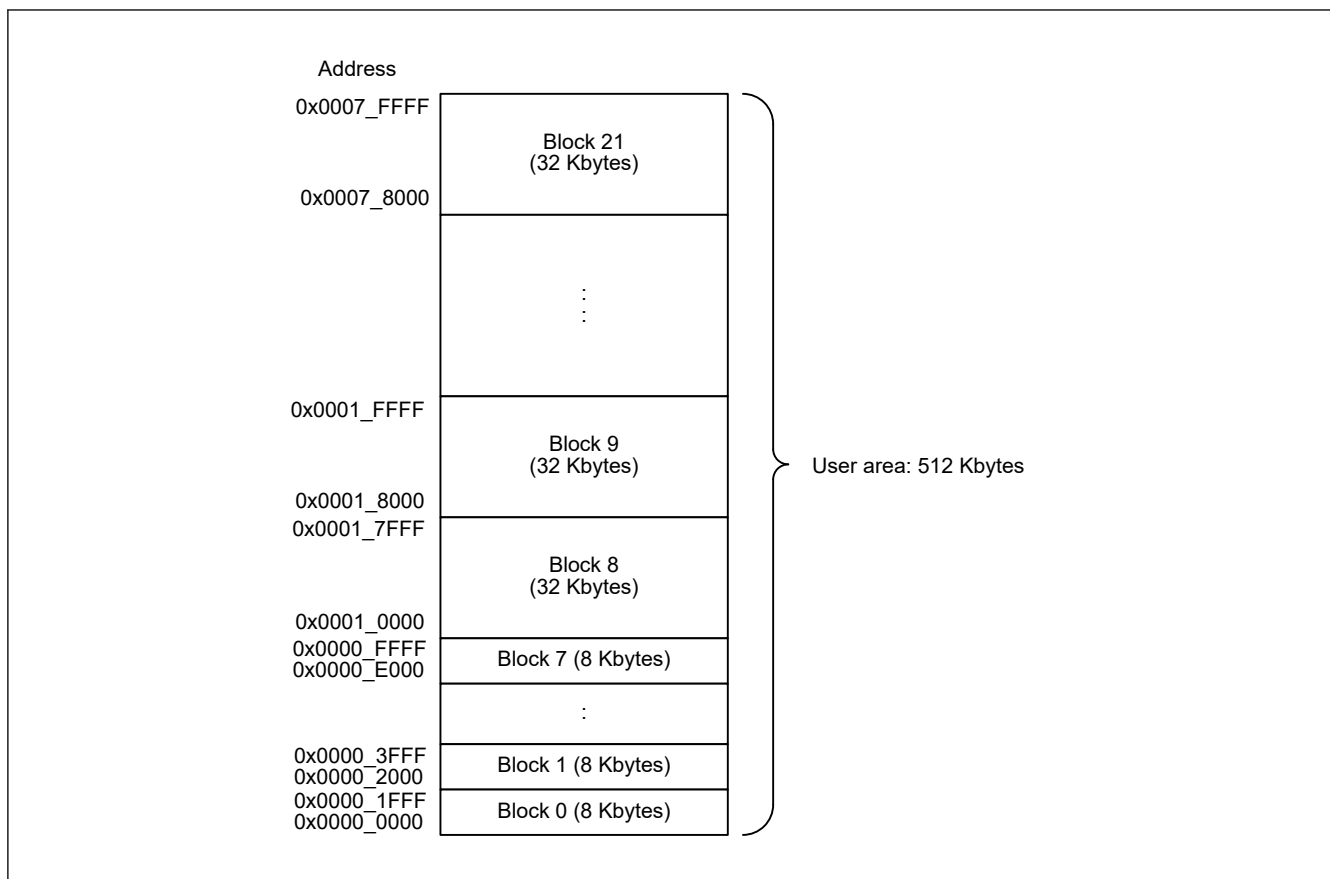 Address
0x0007_FFFF
Block 21
(32 Kbytes)
0x0007_8000
:
:
0x0001_FFFF
Block 9
(32 Kbytes)
User area: 512 Kbytes
0x0001_8000
0x0001_7FFF
Block 8
(32 Kbytes)
0x0001_0000
0x0000_FFFF
Block 7 (8 Kbytes)
0x0000_E000
:
0x0000_3FFF
Block 1 (8 Kbytes)
0x0000_2000
0x0000_1FFF
Block 0 (8 Kbytes)
0x0000_0000